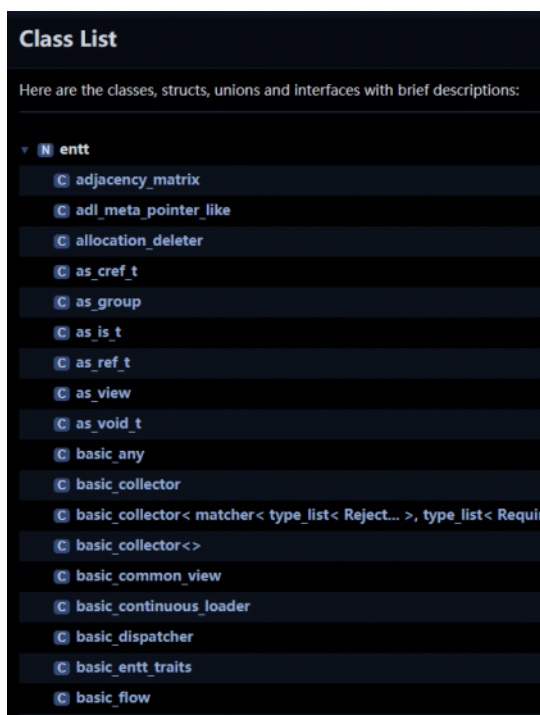 Class List
Here are the classes, structs, unions and interfaces with brief descriptions:
▼ N entt
C adjacency_matrix
C adl_meta_pointer_like
C allocation_deleter
C as_cref_t
C as_group
C as_is_t
C as_ref_t
C as_view
C as_void_t
C basic_any
C basic_collector
C basic_collector< matcher< type_list< Reject... >, type_list< Requi
C basic_collector<>
C basic_common_view
C basic_continuous_loader
C basic_dispatcher
C basic_entt_traits
C basic_flow